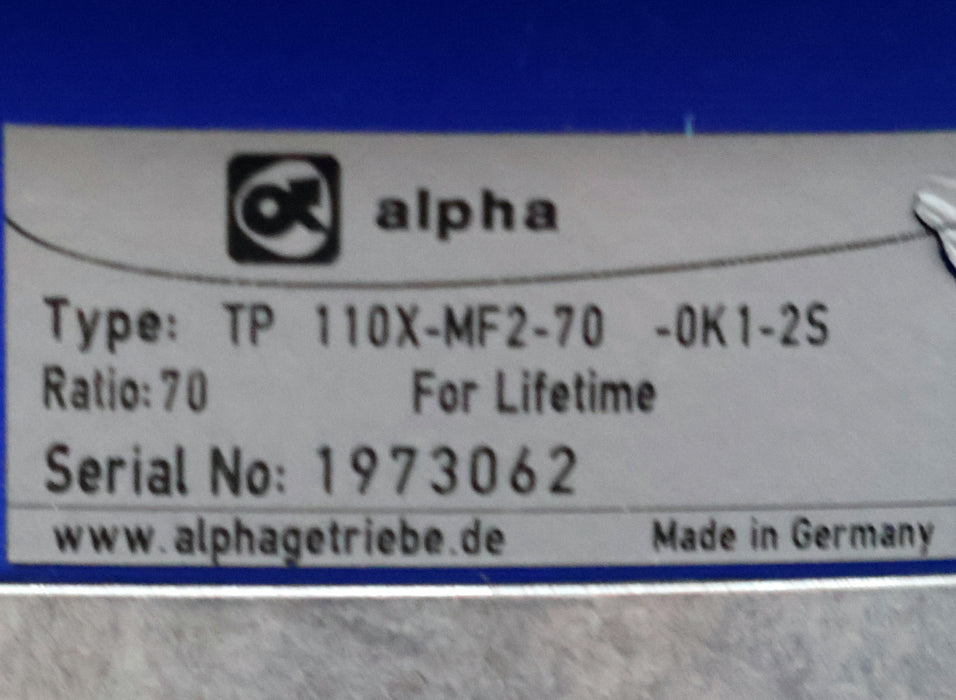 alpha
Type: TP 110X-MF2-70 -0K1-2S
Ratio: 70 For Lifetime
Serial No: 1973062
www.alphagetriebe.de Made in Germany